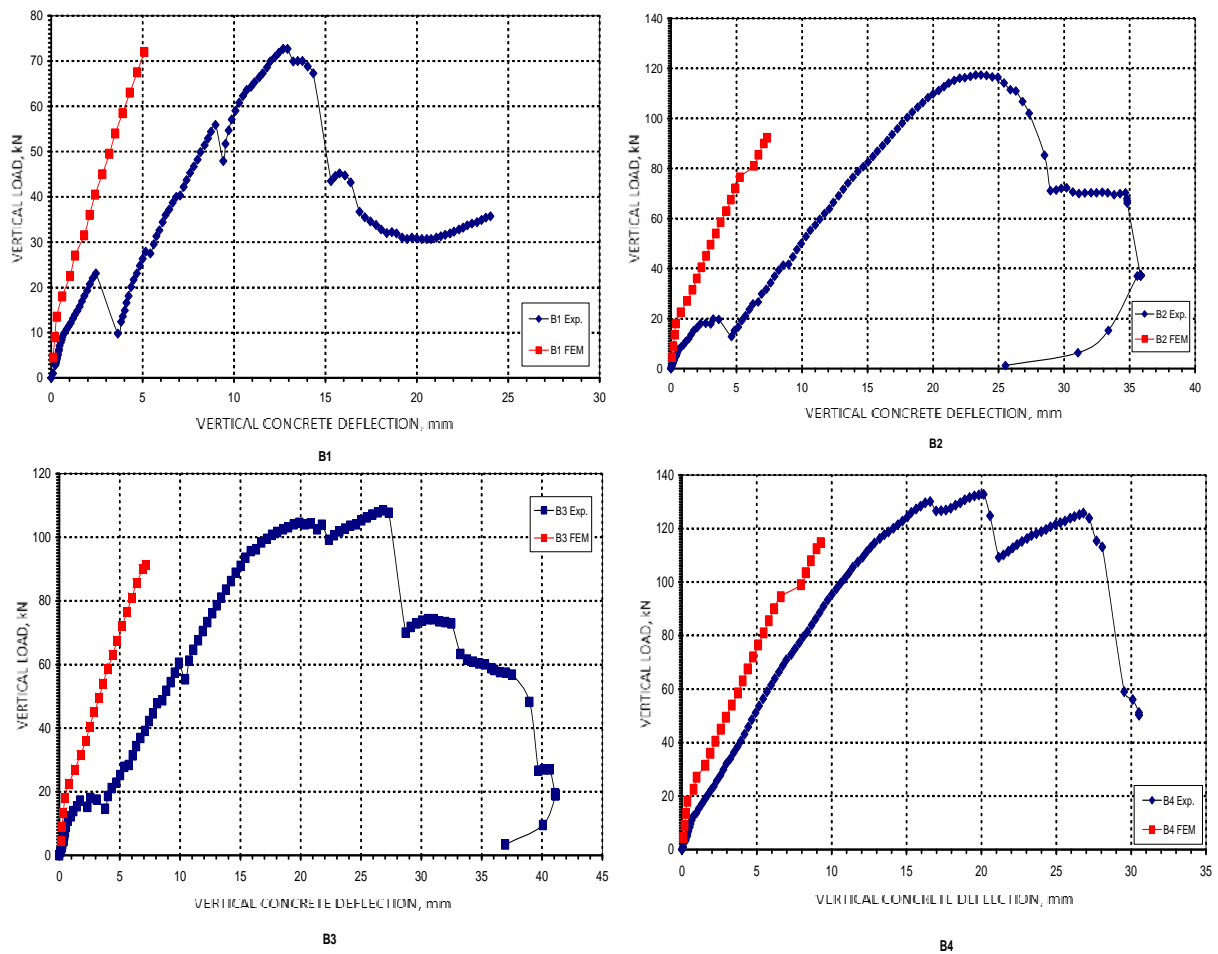 80
70
60
50
40
30
20
10
0
VERTICAL LOAD, kN
B1 Exp.
B1 FEM
0 5 10 15 20 25 30
VERTICAL CONCRETE DEFLECTION, mm
B1
140
120
100
80
60
40
20
0
VERTICAL LOAD, kN
B2 Exp.
B2 FEM
0 5 10 15 20 25 30 35 40
VERTICAL CONCRETE DEFLECTION, mm
B2
120
100
80
60
40
20
0
VERTICAL LOAD, kN
B3 Exp.
B3 FEM
0 5 10 15 20 25 30 35 40 45
VERTICAL CONCRETE DEFLECTION, mm
B3
140
120
100
80
60
40
20
0
VERTICAL LOAD, kN
B4 Exp.
B4 FEM
0 5 10 15 20 25 30 35
VERTICAL CONCRETE DEFLECTION, mm
B4